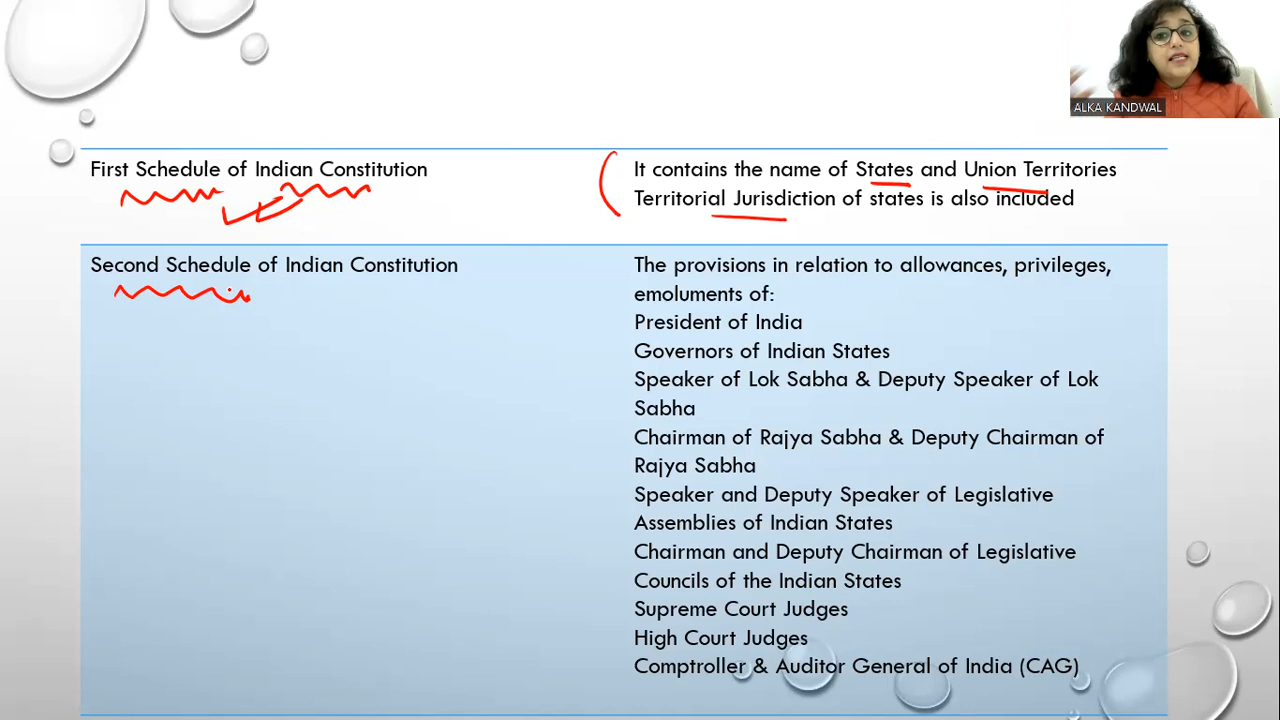 ALKA KANDWAL
First Schedule of Indian Constitution
It contains the name of States and Union Territories
Territorial Jurisdiction of states is also included
Second Schedule of Indian Constitution
The provisions in relation to allowances, privileges,
emoluments of:
President of India
Governors of Indian States
Speaker of Lok Sabha & Deputy Speaker of Lok
Sabha
Chairman of Rajya Sabha & Deputy Chairman of
Rajya Sabha
Speaker and Deputy Speaker of Legislative
Assemblies of Indian States
Chairman and Deputy Chairman of Legislative
Councils of the Indian States
Supreme Court Judges
High Court Judges
Comptroller & Auditor General of India (CAG)